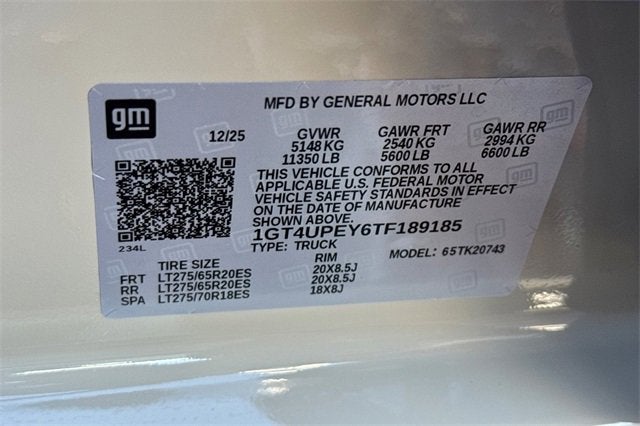 gm
MFD BY GENERAL MOTORS LLC
12/25 GVWR GAWR FRT GAWR RR
5148 KG 2540 KG 2994 KG
11350 LB 5600 LB 6600 LB
THIS VEHICLE CONFORMS TO ALL
APPLICABLE U.S. FEDERAL MOTOR
VEHICLE SAFETY STANDARDS IN EFFECT
ON THE DATE OF MANUFACTURE
SHOWN ABOVE.
1GT4UPEY6TF189185
234L
TYPE: TRUCK MODEL: 65TK20743
TIRE SIZE RIM
FRT LT275/65R20ES 20X8.5J
RR LT275/65R20ES 20X8.5J
SPA LT275/70R18ES 18X8J